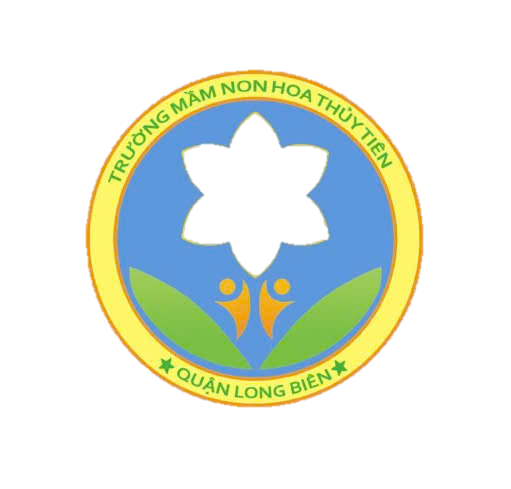 TRƯỜNG MẦM NON HOA THỦY TIÊN
QUẬN LONG BIÊN